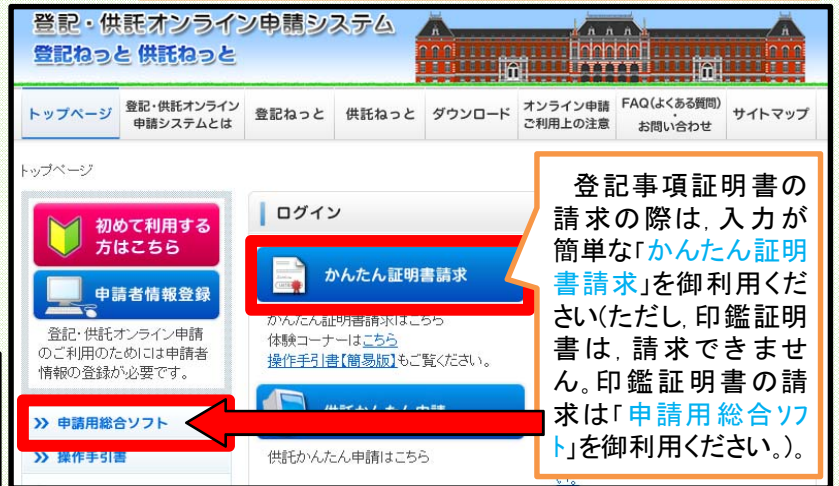 登記・供託オンライン申請システム
登記ねっと 供託ねっと
トップページ
登記・供託オンライン
申請システムとは
登記ねっと
供託ねっと
ダウンロード
オンライン申請
ご利用上の注意
FAQ(よくある質問)
・
お問い合わせ
サイトマップ
トップページ
初めて利用する
方はこちら
申請者情報登録
登記・供託オンライン申請
のご利用のためには申請者
情報の登録が必要です。
>> 申請用総合ソフト
>> 操作手引書
ログイン
かんたん証明書請求
かんたん証明書請求はこちら
体験コーナーはこちら
操作手引書【簡易版】もご覧ください。
供託かんたん申請はこちら
登記事項証明書の
請求の際は,入力が
簡単な「かんたん証明
書請求」を御利用くだ
さい(ただし,印鑑証明
書は,請求できませ
ん。印鑑証明書の請
求は「申請用総合ソフ
ト」を御利用ください。)。